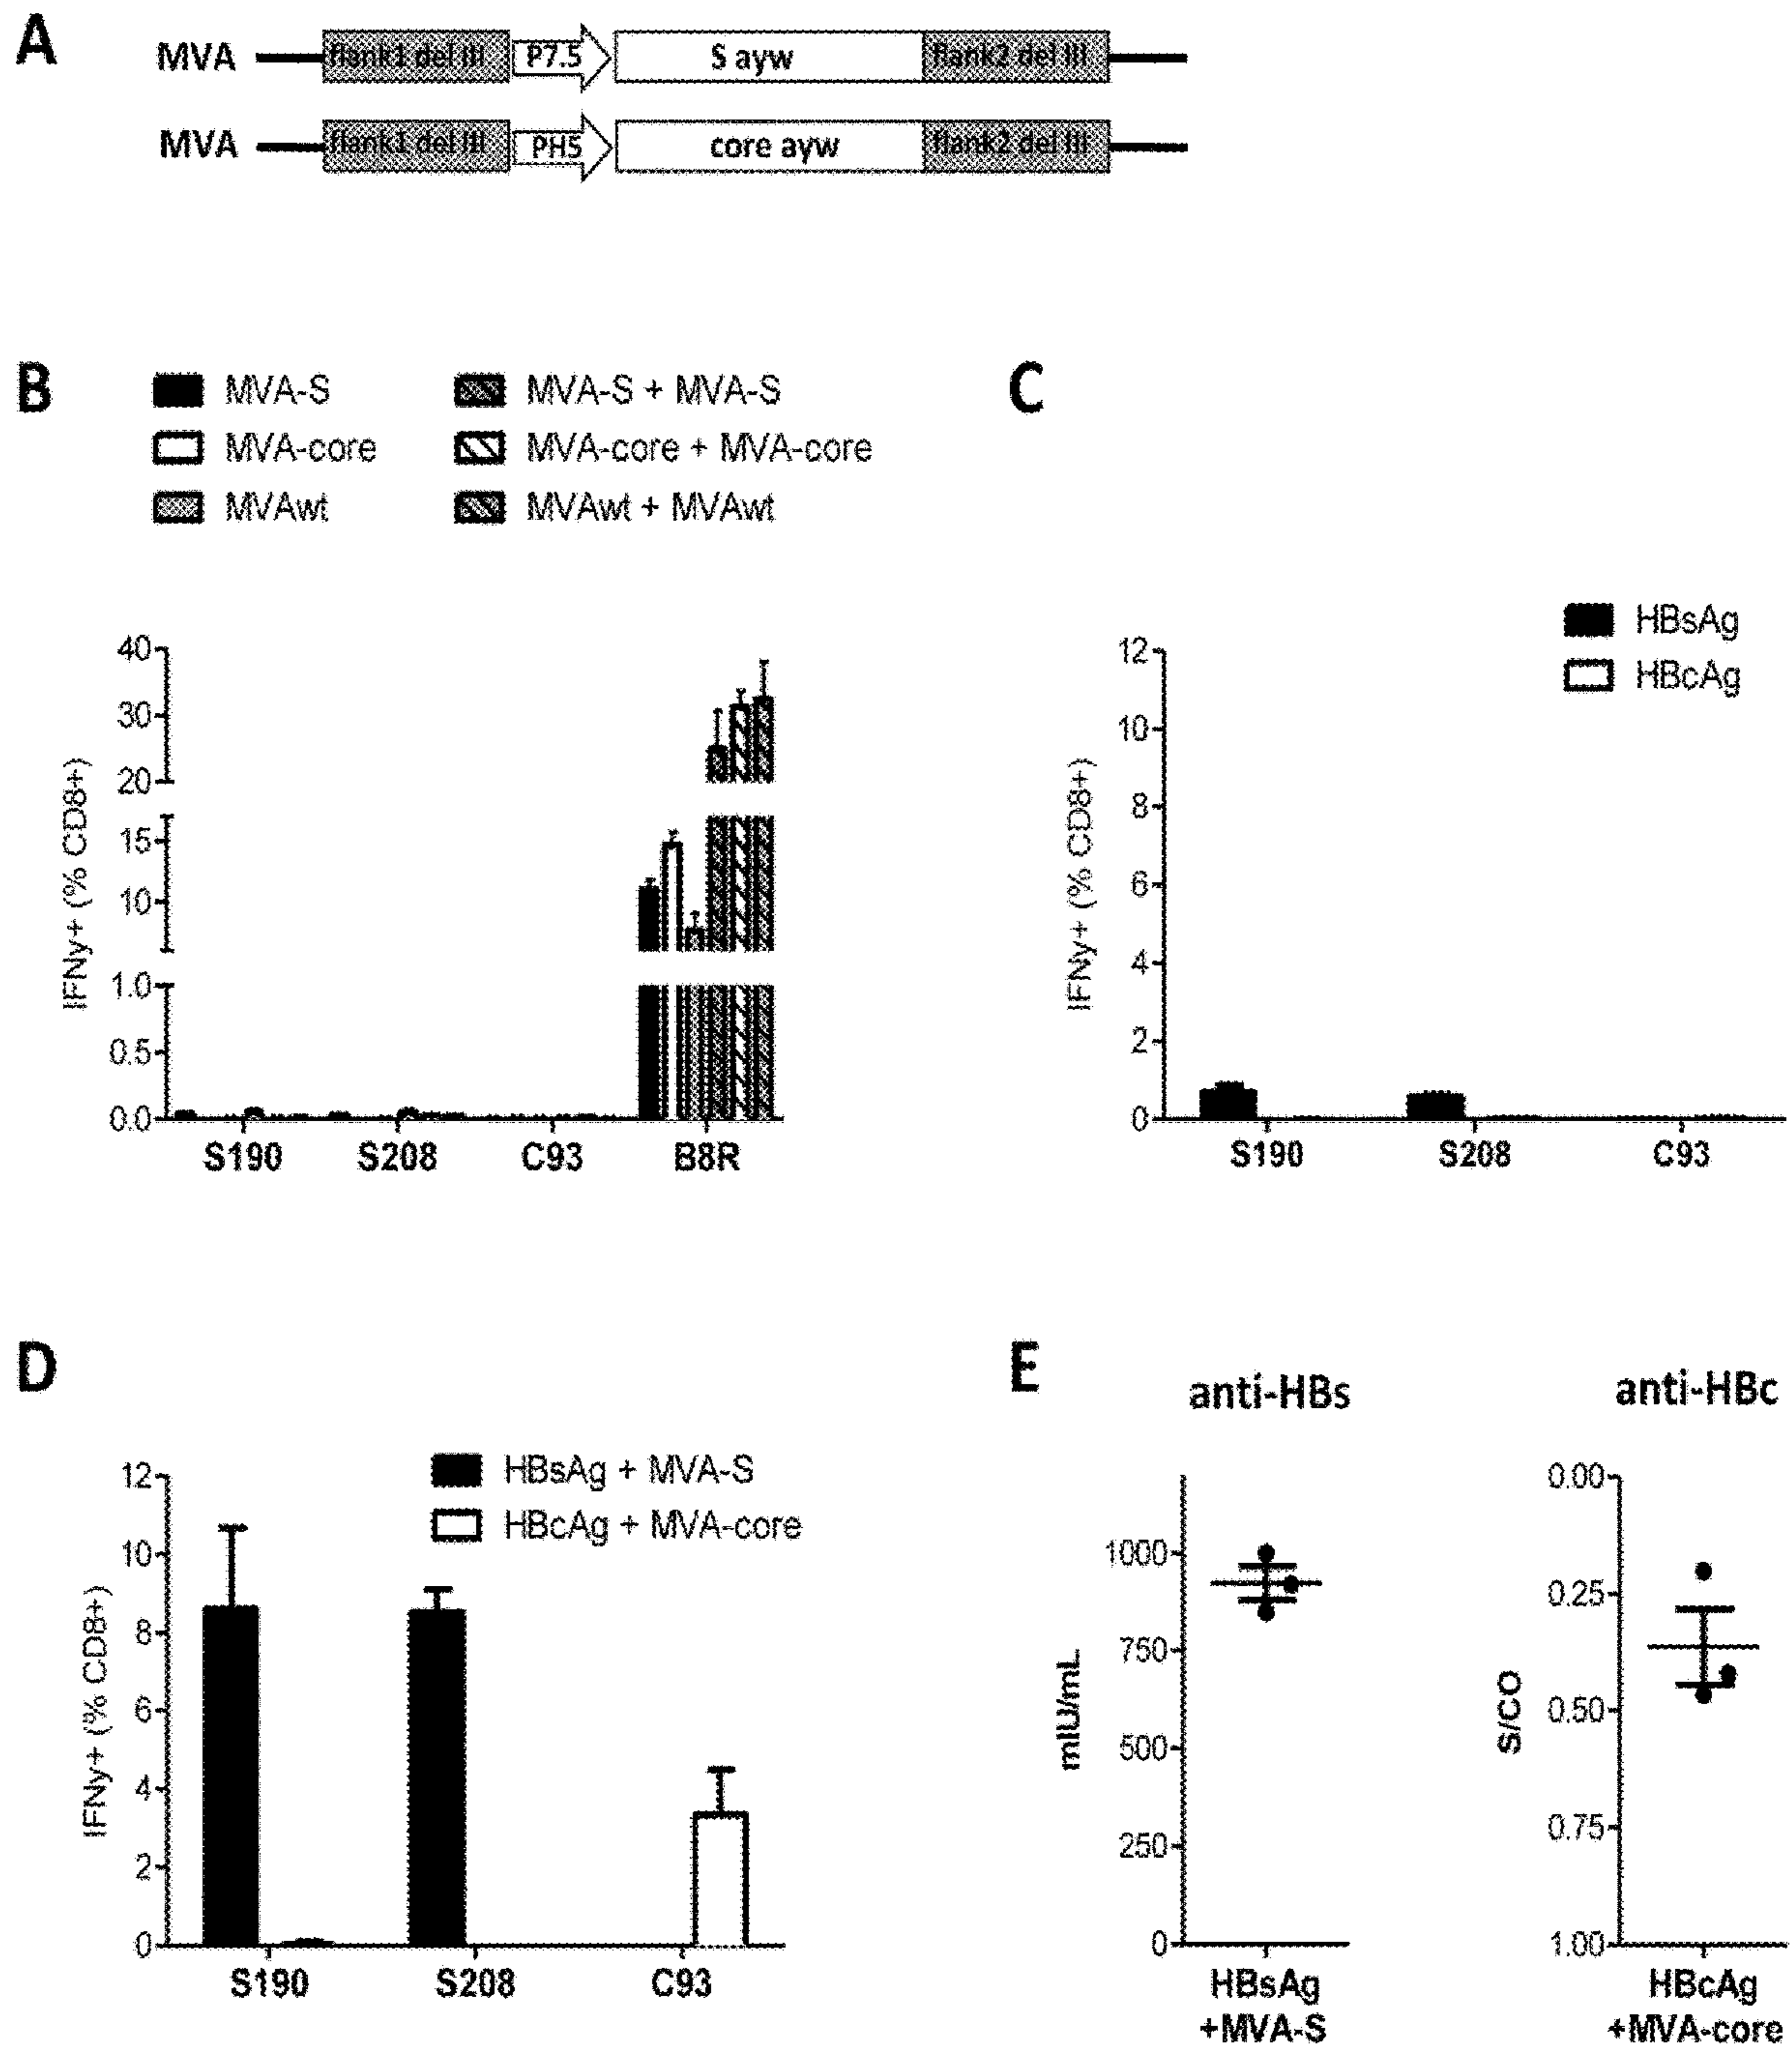 A
MVA flank1 del III P7.5 S ayw flank2 del III
MVA flank1 del III PH5 core ayw flank2 del III
B
MVA-S
MVA-core
MVAwt
MVA-S + MVA-S
MVA-core + MVA-core
MVAwt + MVAwt
IFNγ+ (% CD8+)
40
30
20
15
10
1.0
0.5
0.0
S190 S208 C93 B8R
C
HBsAg
HBcAg
IFNγ+ (% CD8+)
12
10
8
6
4
2
0
S190 S208 C93
D
HBsAg + MVA-S
HBcAg + MVA-core
IFNγ+ (% CD8+)
12
10
8
6
4
2
0
S190 S208 C93
E
anti-HBs
mIU/mL
1000
750
500
250
0
HBsAg
+MVA-S
anti-HBc
S/CO
0.00
0.25
0.50
0.75
1.00
HBcAg
+MVA-core